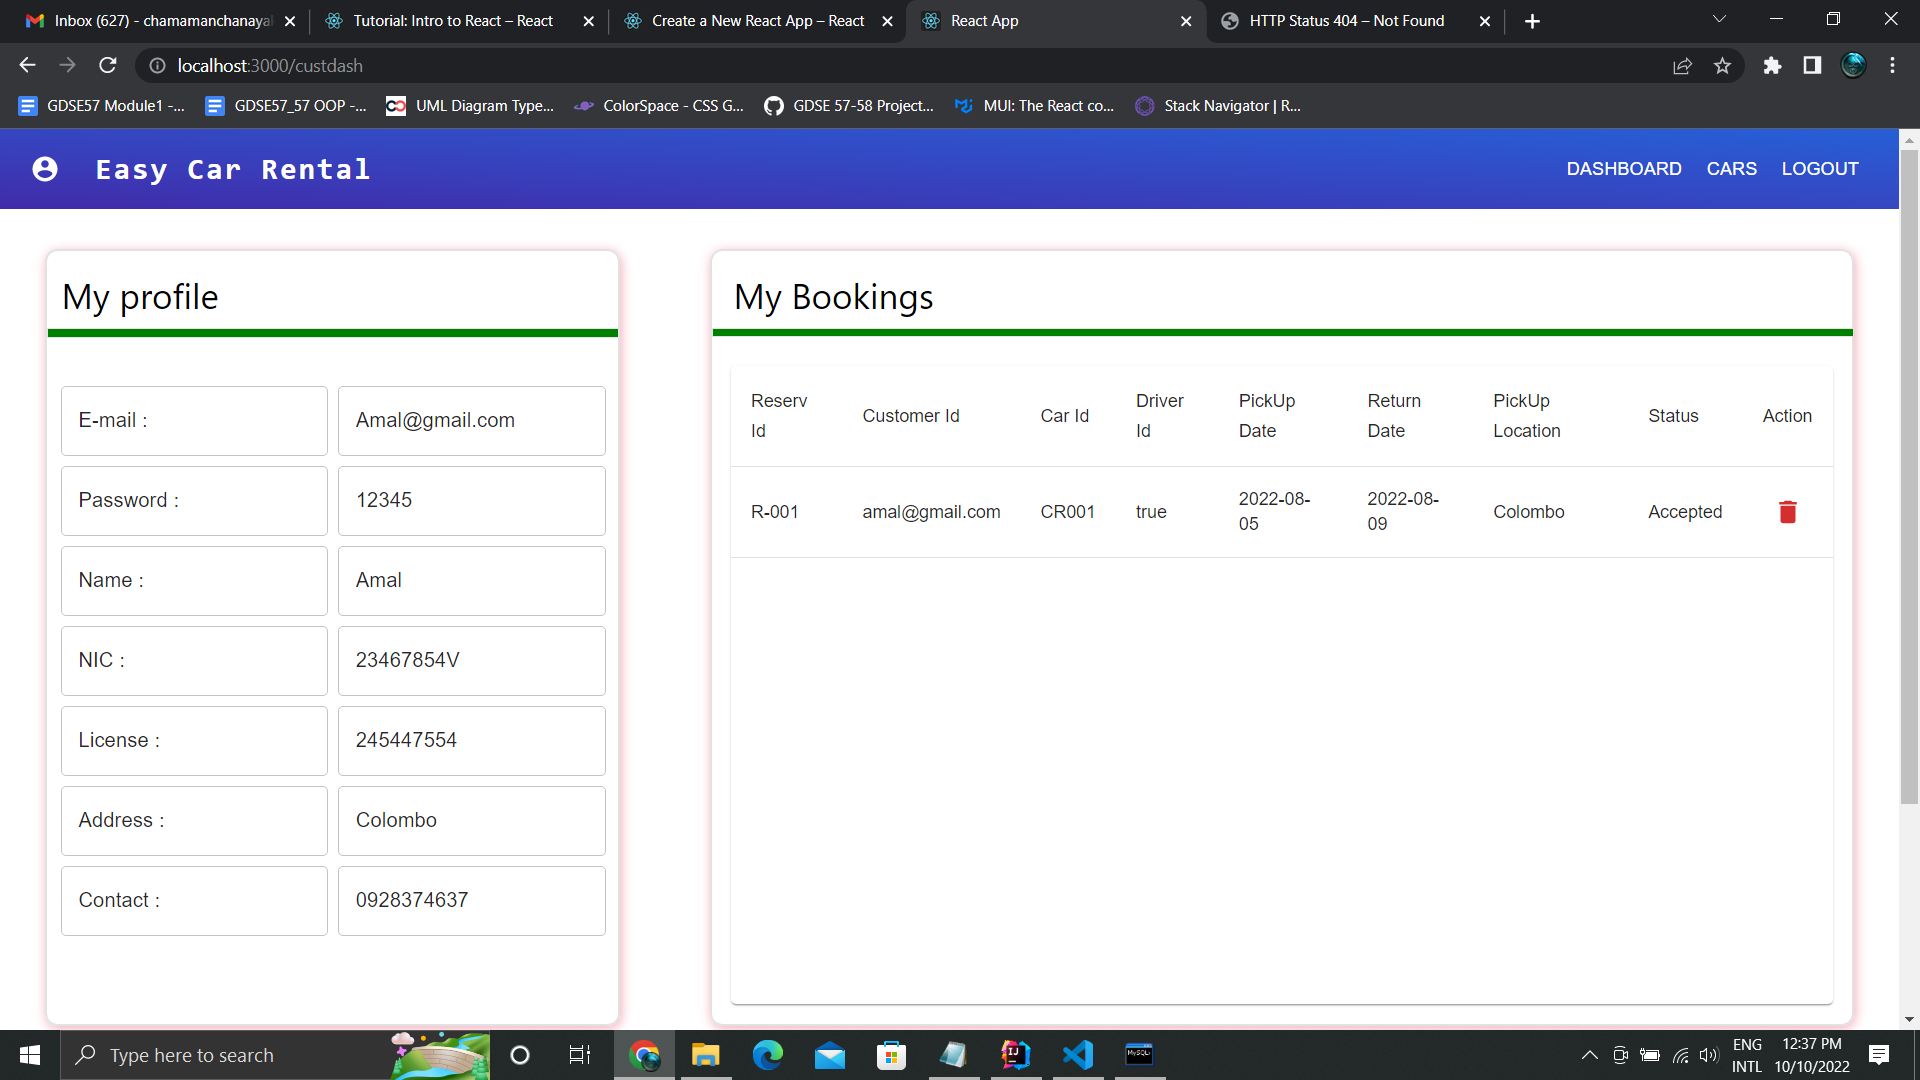 Inbox (627) - chamamanchanayal
Tutorial: Intro to React – React
Create a New React App – React
React App
HTTP Status 404 – Not Found
localhost:3000/custdash
GDSE57 Module1 -...
GDSE57_57 OOP -...
UML Diagram Type...
ColorSpace - CSS G...
GDSE 57-58 Project...
MUI: The React co...
Stack Navigator | R...
Easy Car Rental
DASHBOARD CARS LOGOUT
My profile
E-mail : Amal@gmail.com
Password : 12345
Name : Amal
NIC : 23467854V
License : 245447554
Address : Colombo
Contact : 0928374637
My Bookings
Reserv Id
Customer Id
Car Id
Driver Id
PickUp Date
Return Date
PickUp Location
Status
Action
R-001
amal@gmail.com
CR001
true
2022-08-
05
2022-08-
09
Colombo
Accepted
Type here to search
ENG
INTL
12:37 PM
10/10/2022